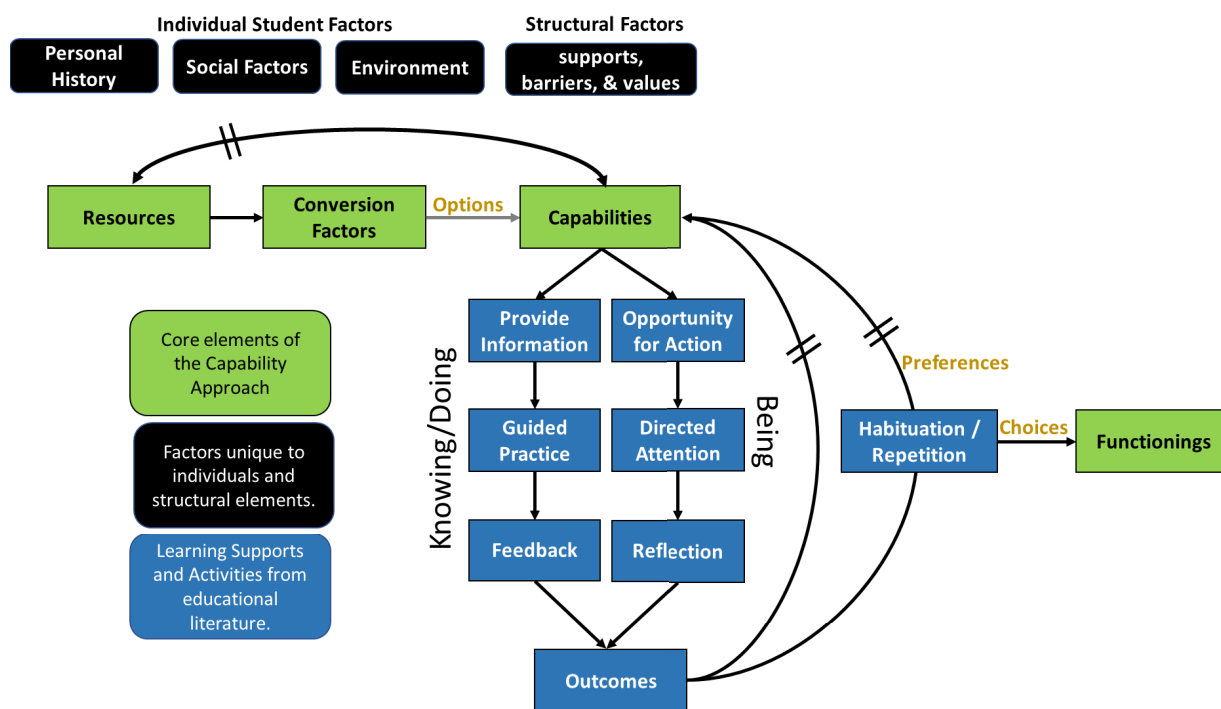 Individual Student Factors
Structural Factors
Personal
History
Social Factors
Environment
supports,
barriers, & values
Resources
Conversion
Factors
Options
Capabilities
Provide
Information
Opportunity
for Action
Preferences
Core elements of
the Capability
Approach
Knowing/Doing
Being
Guided
Practice
Directed
Attention
Habituation /
Repetition
Choices
Functionings
Factors unique to
individuals and
structural elements.
Feedback
Reflection
Learning Supports
and Activities from
educational
literature.
Outcomes